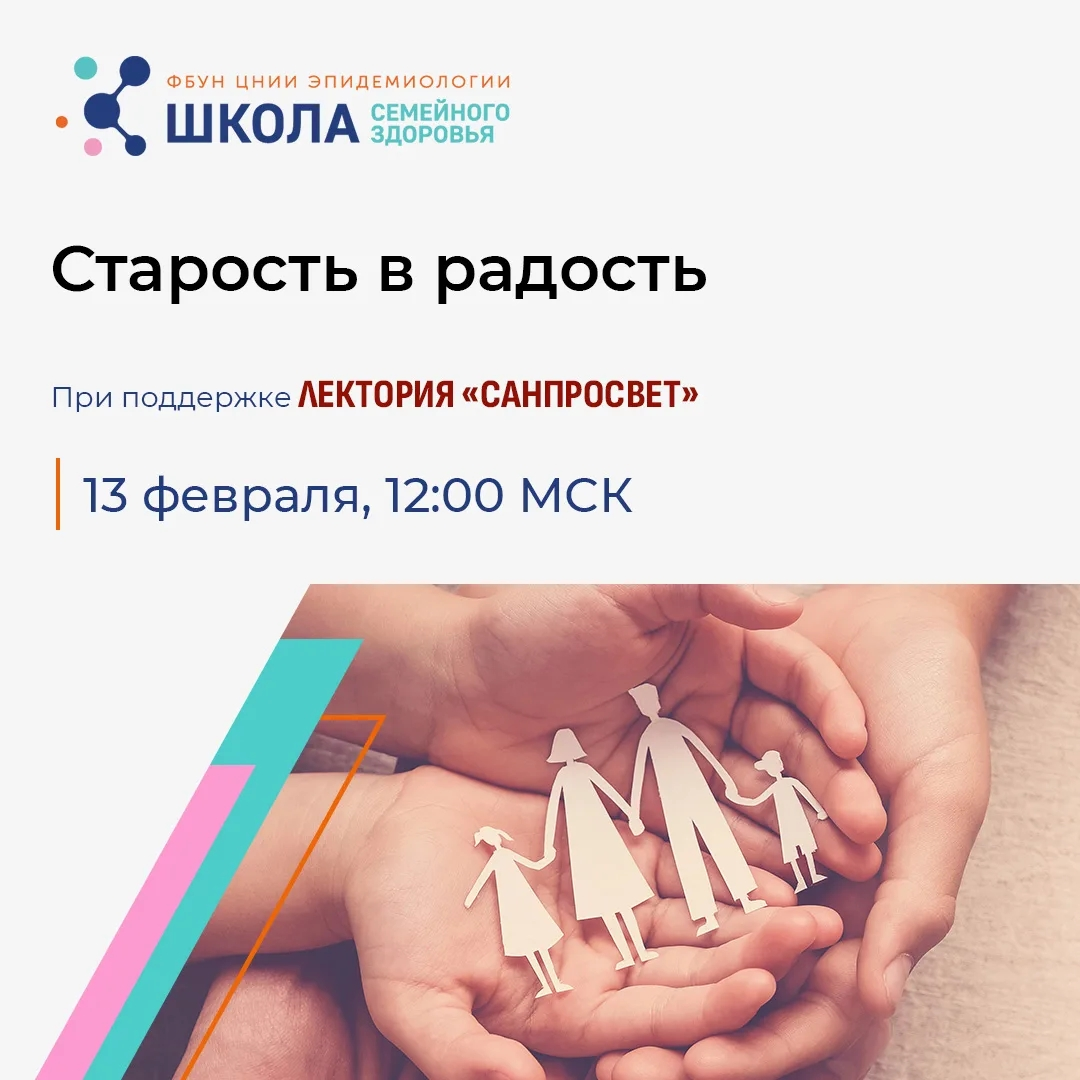 ФБУН ЦНИИ ЭПИДЕМИОЛОГИИ
ШКОЛА СЕМЕЙНОГО ЗДОРОВЬЯ
Старость в радость
При поддержке ЛЕКТОРИЯ «САНПРОСВЕТ»
13 февраля, 12:00 МСК